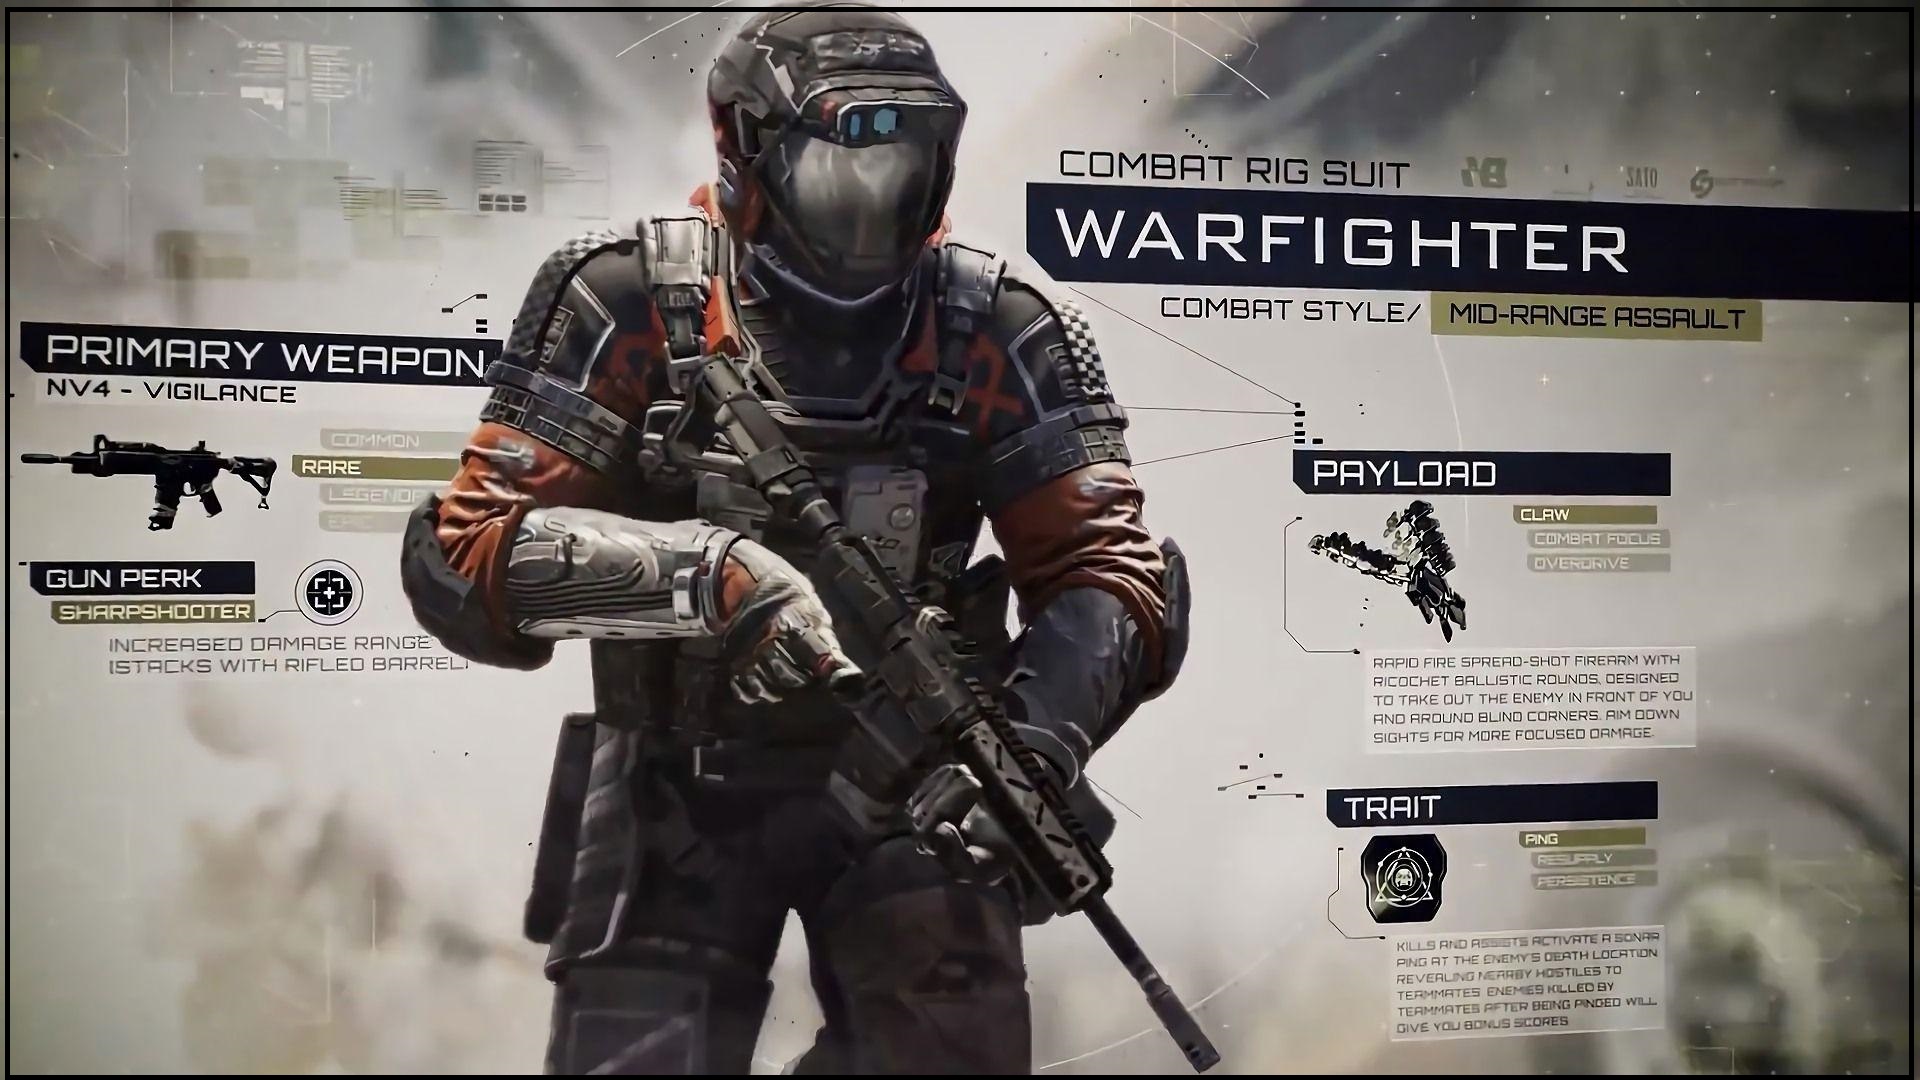 COMBAT RIG SUIT
SATO
WARFIGHTER
COMBAT STYLE/ MID-RANGE ASSAULT
PRIMARY WEAPON
NV4 - VIGILANCE
COMMON
RARE
EPIC
GUN PERK
SHARPSHOOTER
INCREASED DAMAGE RANGE
(STACKS WITH RIFLED BARREL)
PAYLOAD
CLAW
COMBAT FOCUS
OVERDRIVE
RAPID FIRE SPREAD-SHOT FIREARM WITH
RICOCHET BALLISTIC ROUNDS, DESIGNED
TO TAKE OUT THE ENEMY IN FRONT OF YOU
AND AROUND BLIND CORNERS. AIM DOWN
SIGHTS FOR MORE FOCUSED DAMAGE.
TRAIT
PING
RESUPPLY
PERSISTENCE
KILLS AND ASSISTS ACTIVATE A SONAR
PING AT THE ENEMY'S DEATH LOCATION
REVEALING NEARBY HOSTILES TO
TEAMMATES ENEMIES KILLED BY
TEAMMATES AFTER BEING PINGED WILL
GIVE YOU BONUS SCORES